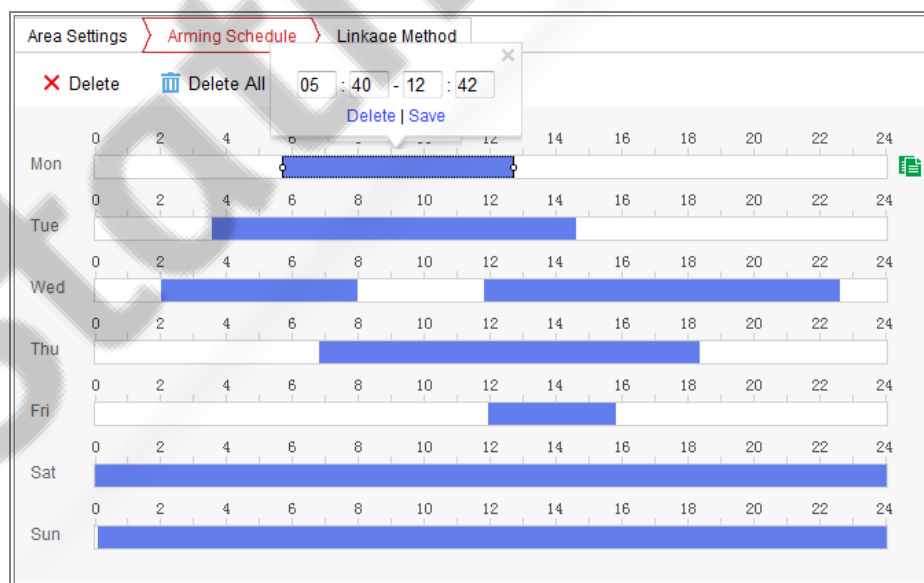 Area Settings Arming Schedule Linkage Method
Delete Delete All 05 : 40 - 12 : 42
Delete | Save
0 2 4 6 10 12 14 16 18 20 22 24
Mon
0 2 4 6 8 10 12 14 16 18 20 22 24
Tue
0 2 4 6 8 10 12 14 16 18 20 22 24
Wed
0 2 4 6 8 10 12 14 16 18 20 22 24
Thu
0 2 4 6 8 10 12 14 16 18 20 22 24
Fri
0 2 4 6 8 10 12 14 16 18 20 22 24
Sat
0 2 4 6 8 10 12 14 16 18 20 22 24
Sun